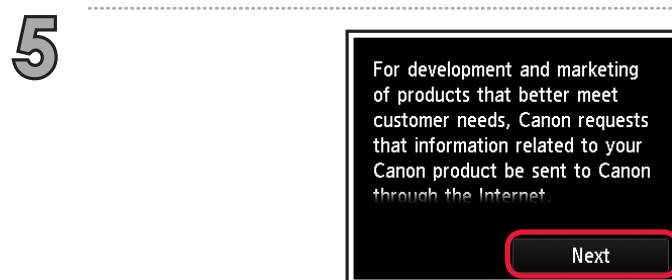 5
For development and marketing
of products that better meet
customer needs, Canon requests
that information related to your
Canon product be sent to Canon
through the Internet.
Next